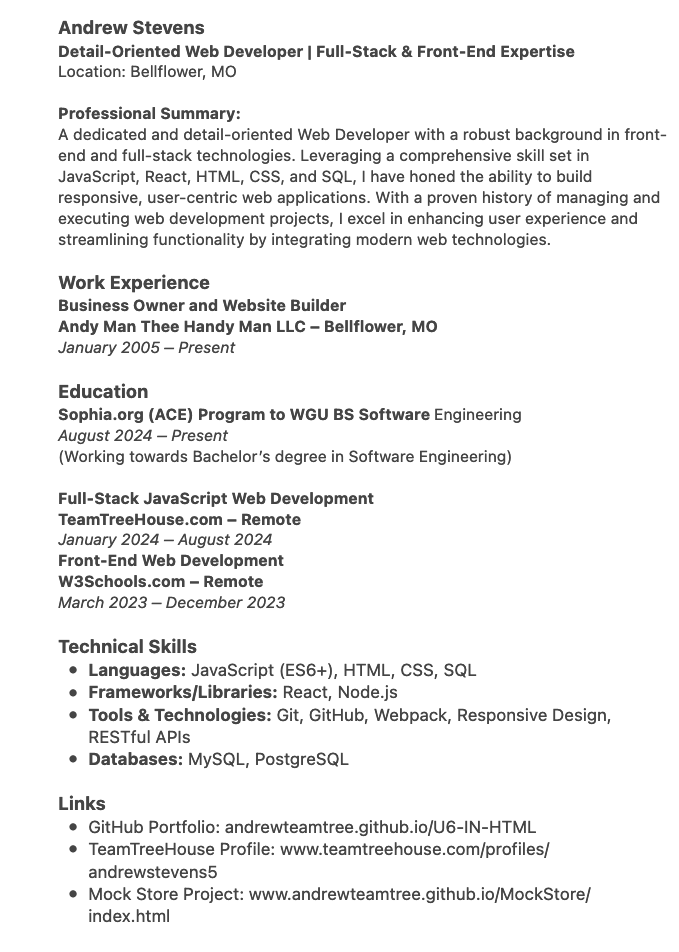 Andrew Stevens
Detail-Oriented Web Developer | Full-Stack & Front-End Expertise
Location: Bellflower, MO
Professional Summary:
A dedicated and detail-oriented Web Developer with a robust background in front-
end and full-stack technologies. Leveraging a comprehensive skill set in
JavaScript, React, HTML, CSS, and SQL, I have honed the ability to build
responsive, user-centric web applications. With a proven history of managing and
executing web development projects, I excel in enhancing user experience and
streamlining functionality by integrating modern web technologies.
Work Experience
Business Owner and Website Builder
Andy Man Thee Handy Man LLC – Bellflower, MO
January 2005 – Present
Education
Sophia.org (ACE) Program to WGU BS Software Engineering
August 2024 – Present
(Working towards Bachelor’s degree in Software Engineering)
Full-Stack JavaScript Web Development
TeamTreeHouse.com – Remote
January 2024 – August 2024
Front-End Web Development
W3Schools.com – Remote
March 2023 – December 2023
Technical Skills
• Languages: JavaScript (ES6+), HTML, CSS, SQL
• Frameworks/Libraries: React, Node.js
• Tools & Technologies: Git, GitHub, Webpack, Responsive Design,
RESTful APIs
• Databases: MySQL, PostgreSQL
Links
• GitHub Portfolio: andrewteamtree.github.io/U6-IN-HTML
• TeamTreeHouse Profile: www.teamtreehouse.com/profiles/
andrewstevens5
• Mock Store Project: www.andrewteamtree.github.io/MockStore/
index.html